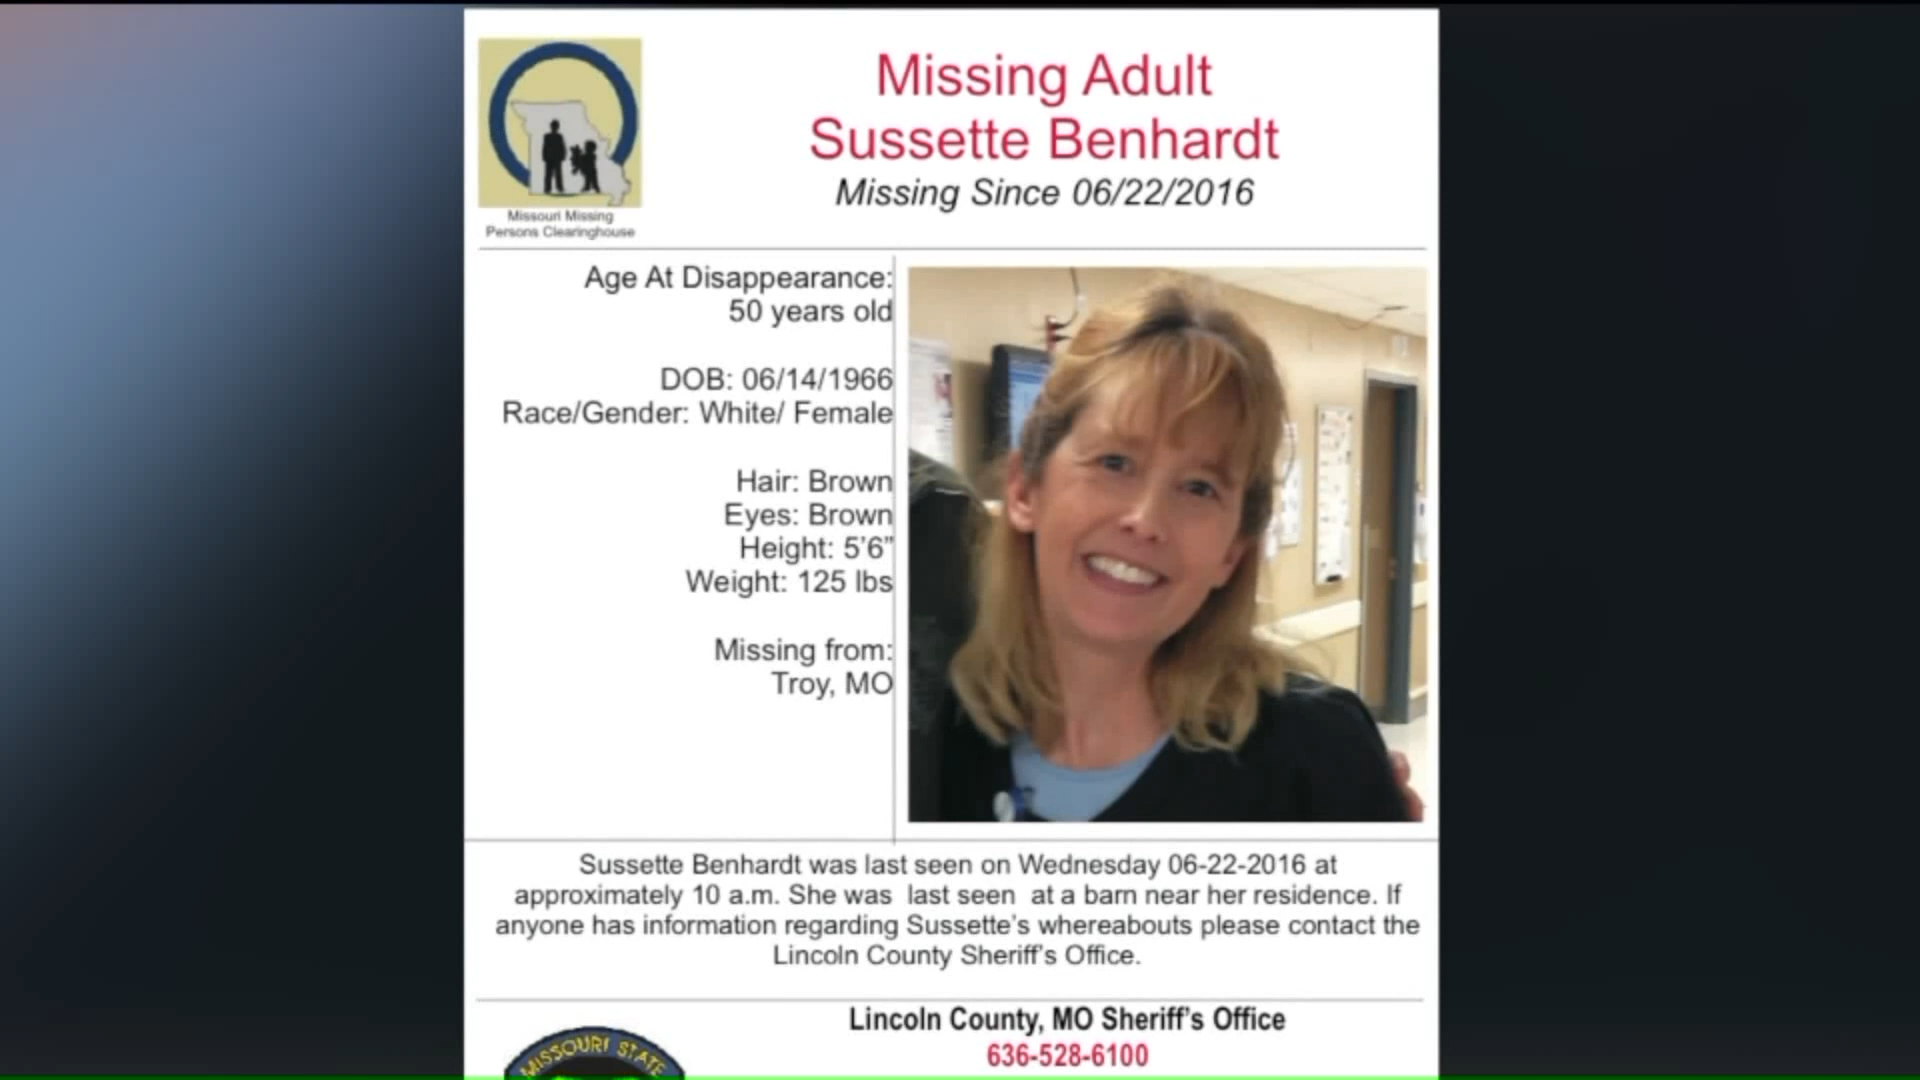 Missing Adult
Sussette Benhardt
Missing Since 06/22/2016
Missouri Missing
Persons Clearinghouse
Age At Disappearance:
50 years old
DOB: 06/14/1966
Race/Gender: White/ Female
Hair: Brown
Eyes: Brown
Height: 5’6”
Weight: 125 lbs
Missing from:
Troy, MO
Sussette Benhardt was last seen on Wednesday 06-22-2016 at
approximately 10 a.m. She was last seen at a barn near her residence. If
anyone has information regarding Sussette’s whereabouts please contact the
Lincoln County Sheriff’s Office.
Lincoln County, MO Sheriff’s Office
636-528-6100
MISSOURI STATE